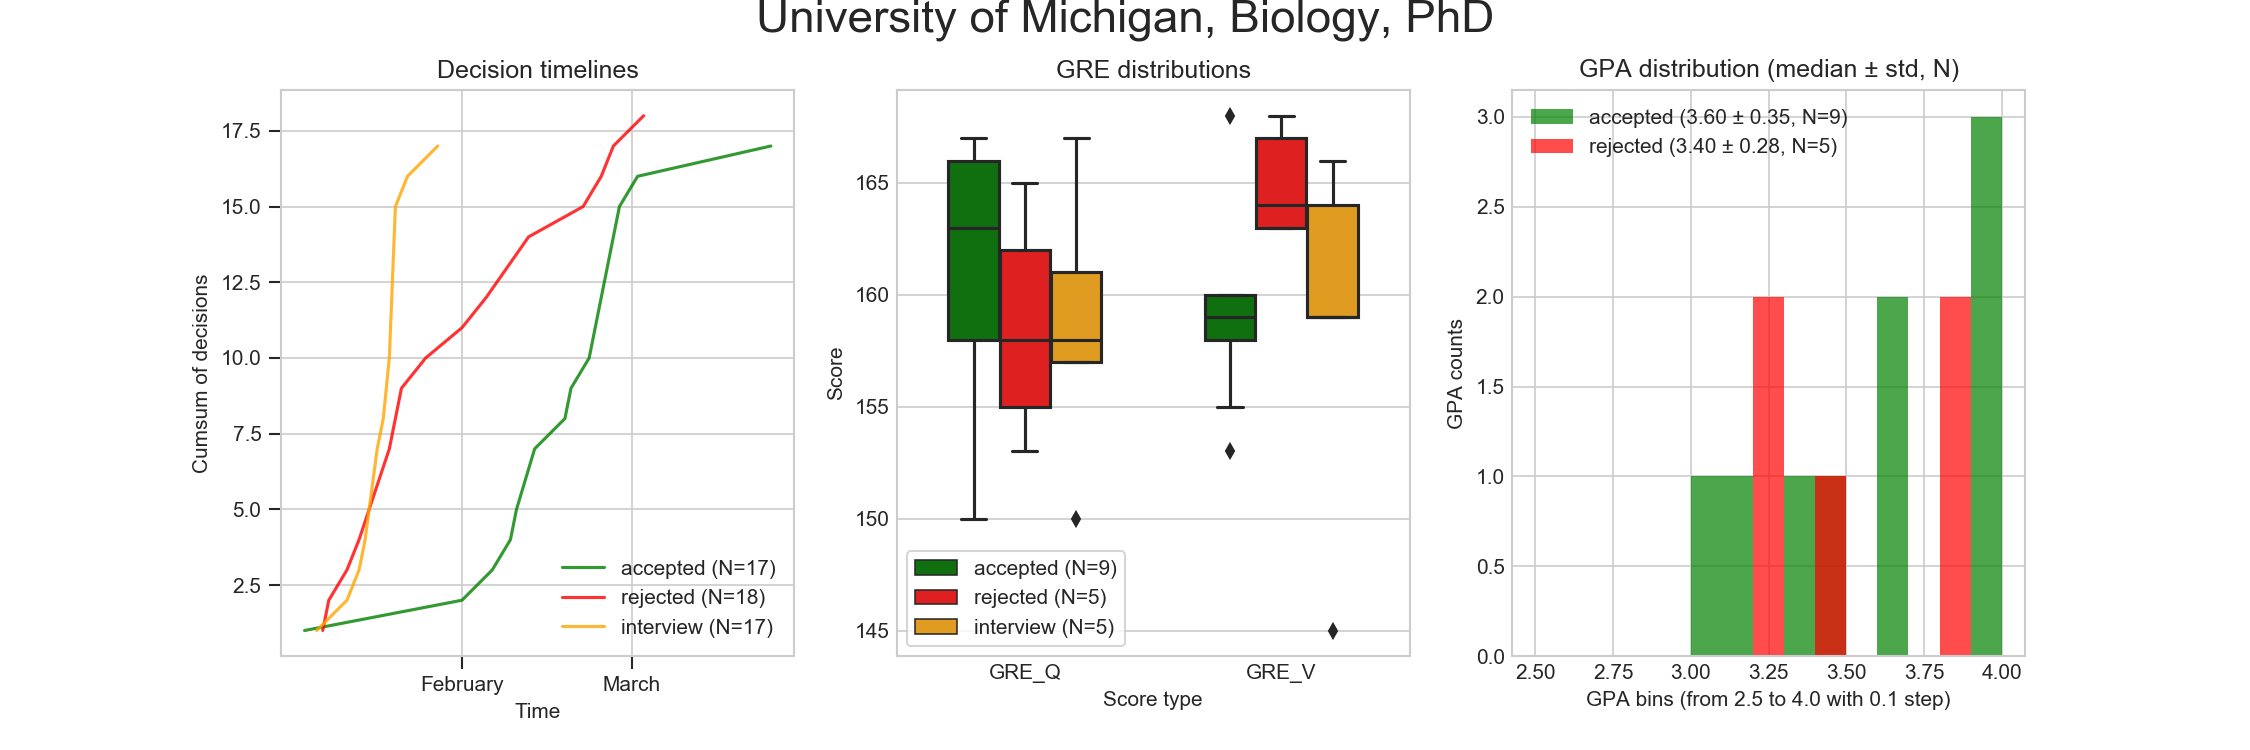 University of Michigan, Biology, PhD
Decision timelines
Cumsum of decisions
17.5
15.0
12.5
10.0
7.5
5.0
2.5
accepted (N=17)
rejected (N=18)
interview (N=17)
February
March
Time
GRE distributions
Score
165
160
155
150
145
accepted (N=9)
rejected (N=5)
interview (N=5)
GRE_Q
GRE_V
Score type
GPA distribution (median ± std, N)
GPA counts
3.0
2.5
2.0
1.5
1.0
0.5
0.0
accepted (3.60 ± 0.35, N=9)
rejected (3.40 ± 0.28, N=5)
2.50
2.75
3.00
3.25
3.50
3.75
4.00
GPA bins (from 2.5 to 4.0 with 0.1 step)